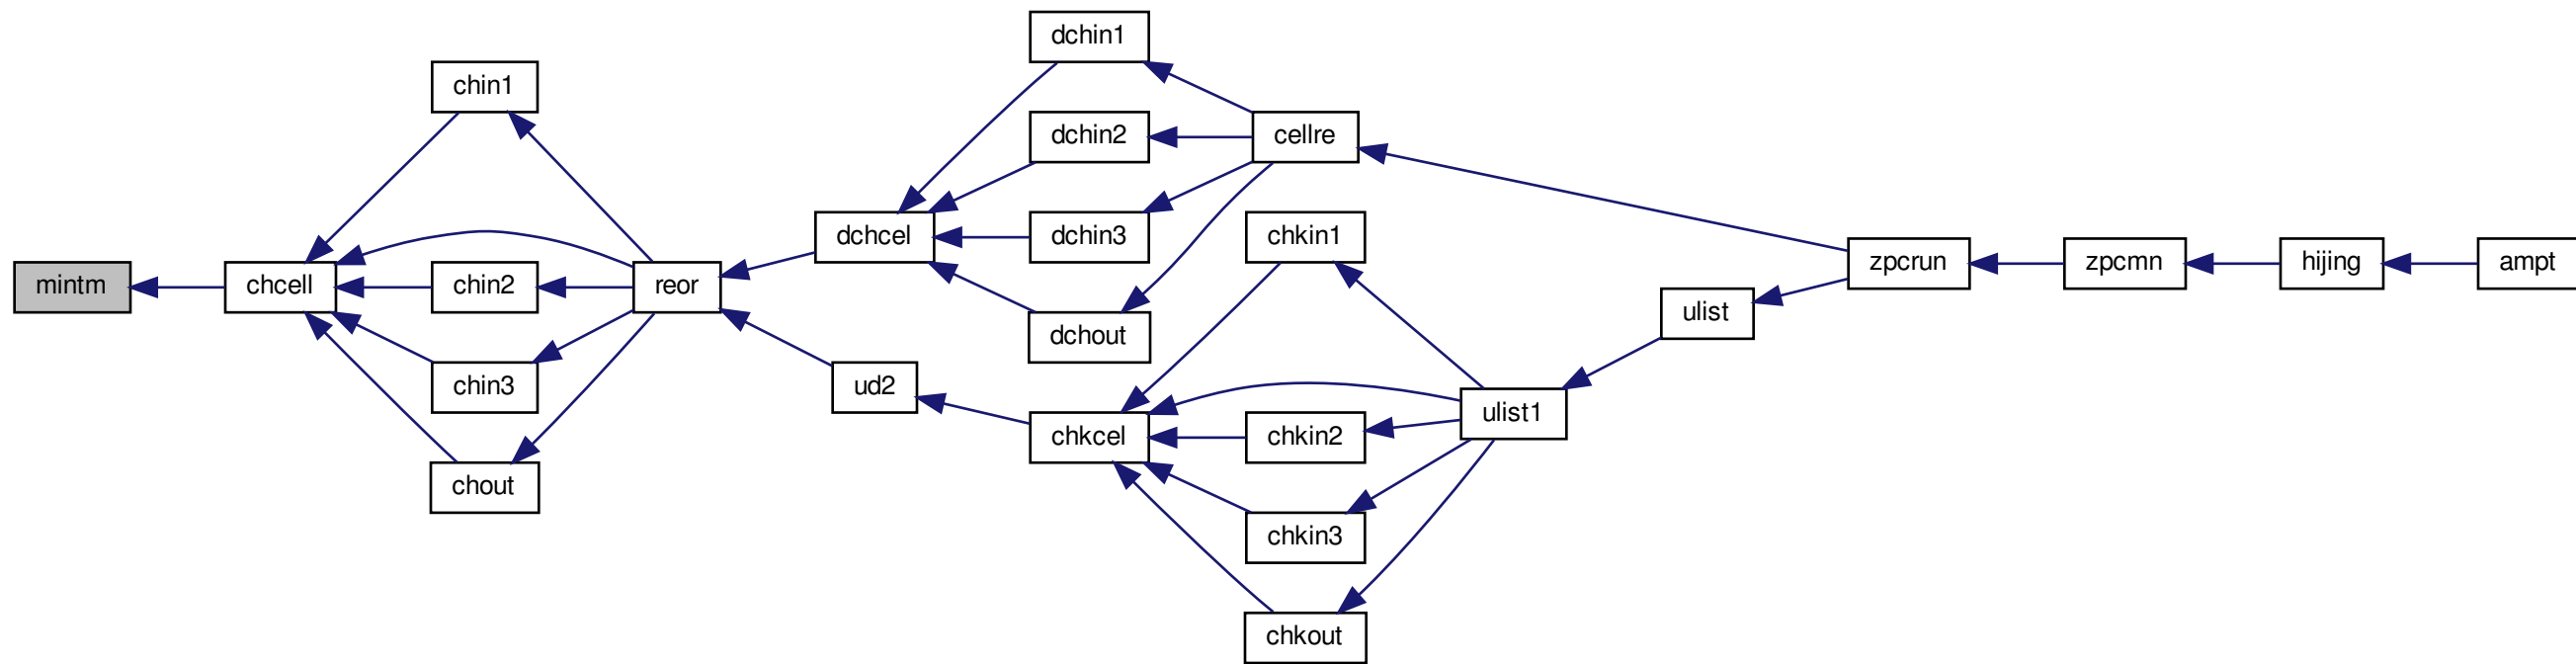 mintm
chcell
chin1
chin2
chin3
chout
reor
dchcel
ud2
dchin1
dchin2
dchin3
dchout
chkcel
cellre
chkin1
chkin2
chkin3
chkout
ulist1
ulist
zpcrun
zpcmn
hijing
ampt